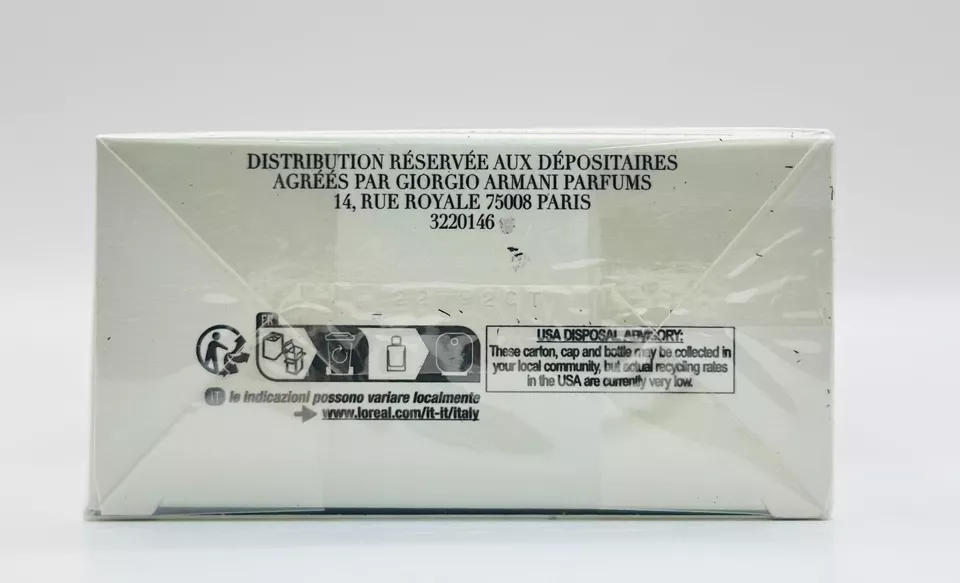 DISTRIBUTION RÉSERVÉE AUX DÉPOSITAIRES
AGRÉÉS PAR GIORGIO ARMANI PARFUMS
14, RUE ROYALE 75008 PARIS
3220146
FR
USA DISPOSAL ADVISORY:
These carton, cap and bottle may be collected in
your local community, but actual recycling rates
in the USA are currently very low.
IT le indicazioni possono variare localmente
www.loreal.com/it-it/italy